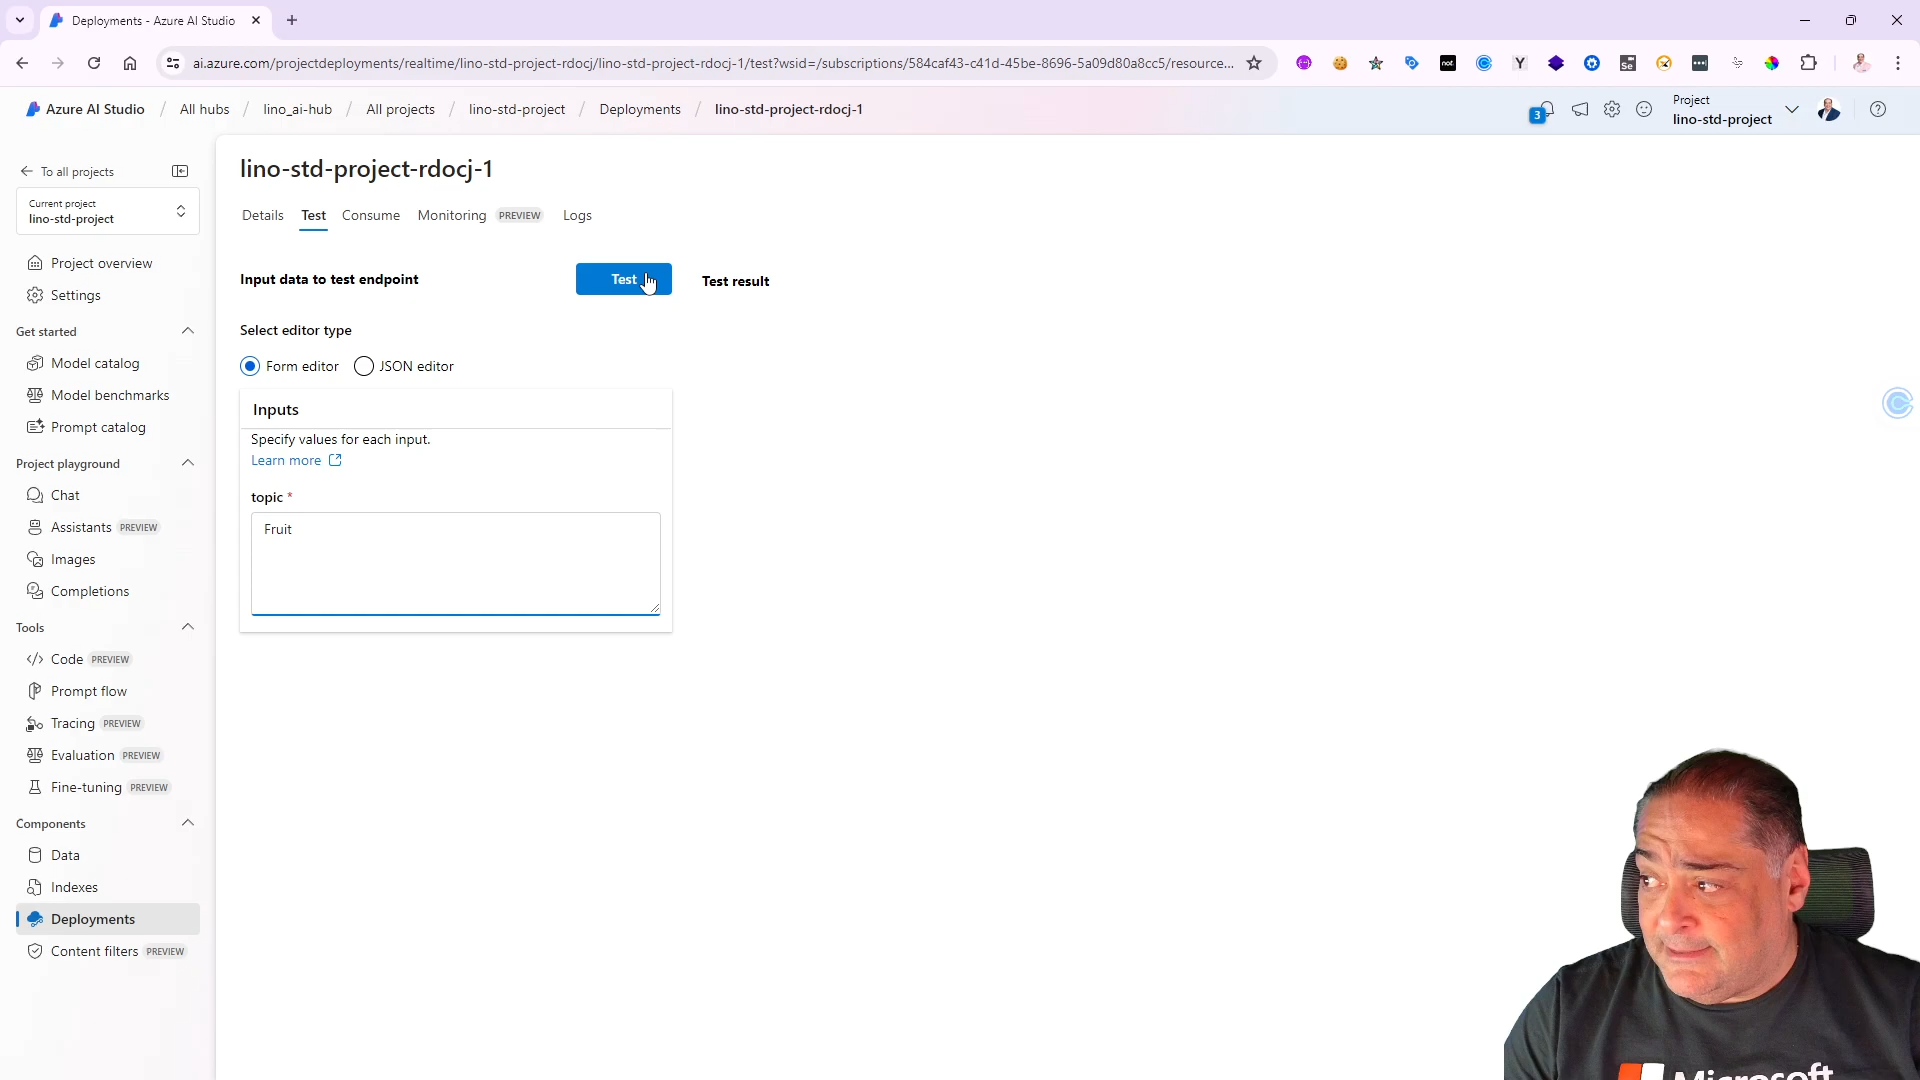 Deployments - Azure AI Studio
ai.azure.com/projectdeployments/realtime/lino-std-project-rdocj/lino-std-project-rdocj-1/test?wsid=/subscriptions/584caf43-c41d-45be-8696-5a09d80a8cc5/resource...
Azure AI Studio / All hubs / lino_ai-hub / All projects / lino-std-project / Deployments / lino-std-project-rdocj-1
3
Project
lino-std-project
To all projects
Current project
lino-std-project
Project overview
Settings
Get started
Model catalog
Model benchmarks
Prompt catalog
Project playground
Chat
Assistants PREVIEW
Images
Completions
Tools
Code PREVIEW
Prompt flow
Tracing PREVIEW
Evaluation PREVIEW
Fine-tuning PREVIEW
Components
Data
Indexes
Deployments
Content filters PREVIEW
lino-std-project-rdocj-1
Details Test Consume Monitoring PREVIEW Logs
Input data to test endpoint
Test
Test result
Select editor type
Form editor JSON editor
Inputs
Specify values for each input.
Learn more
topic *
Fruit
Microsoft